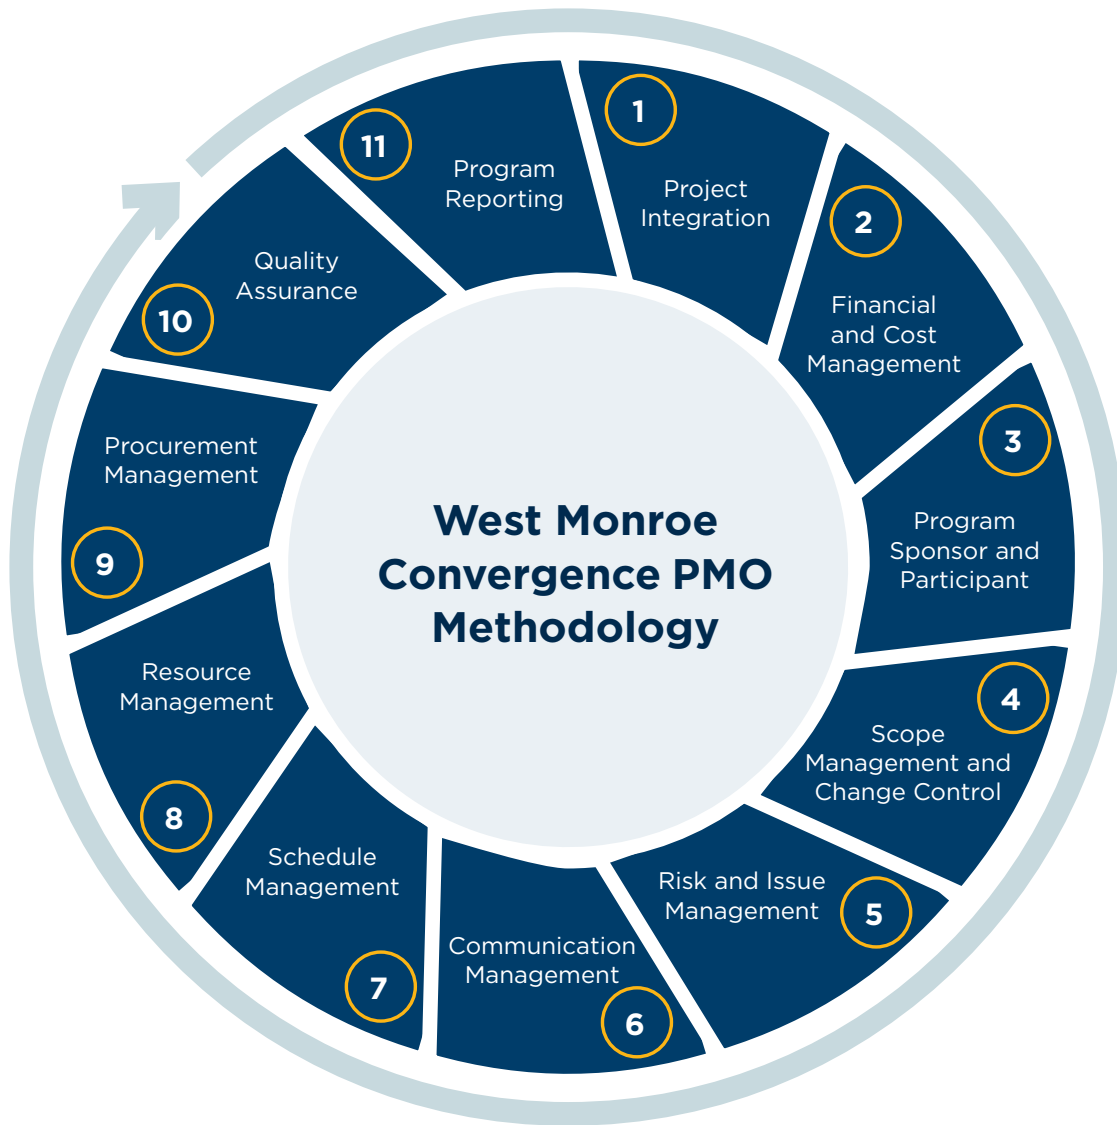 West Monroe
Convergence PMO
Methodology
1
Project
Integration
2
Financial
and Cost
Management
3
Program
Sponsor and
Participant
4
Scope
Management and
Change Control
5
Risk and Issue
Management
6
Communication
Management
7
Schedule
Management
8
Resource
Management
9
Procurement
Management
10
Quality
Assurance
11
Program
Reporting